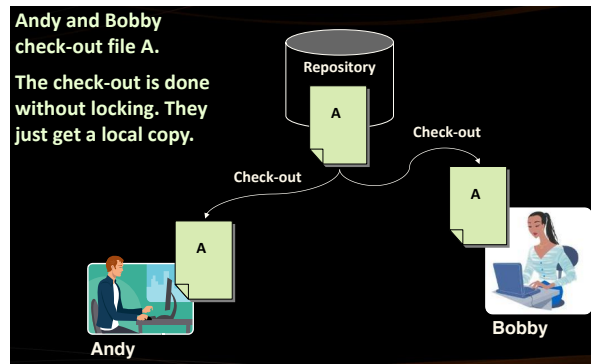 Andy and Bobby
check-out file A.
The check-out is done
without locking. They
just get a local copy.
Repository
A
Check-out
Check-out
A
A
Andy
Bobby